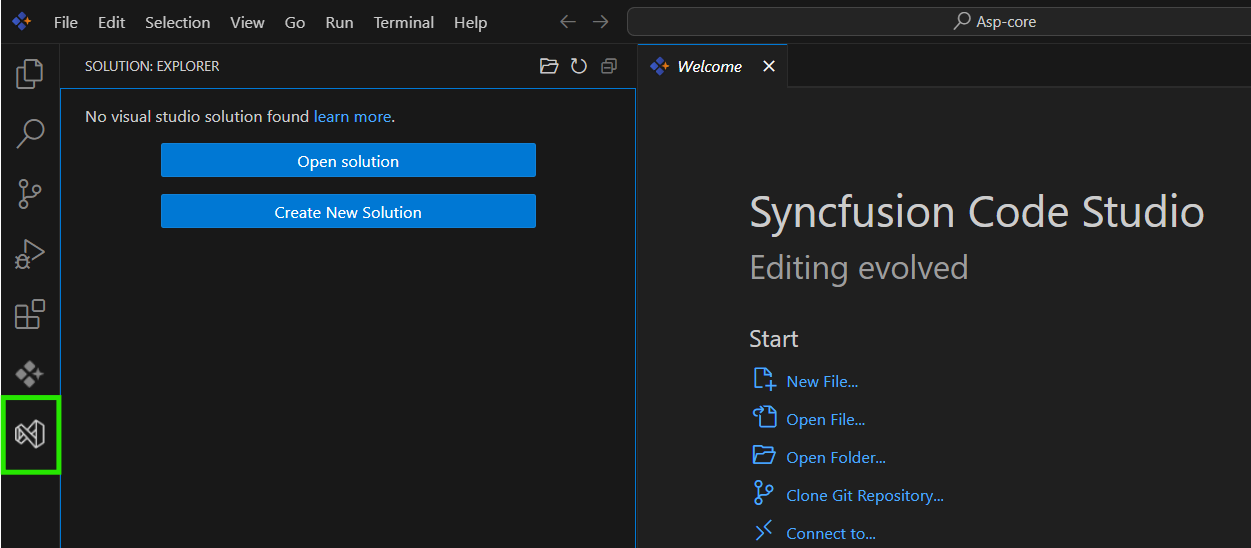 File Edit Selection View Go Run Terminal Help
Asp-core
SOLUTION: EXPLORER
No visual studio solution found learn more.
Open solution
Create New Solution
Welcome
Syncfusion Code Studio
Editing evolved
Start
New File...
Open File...
Open Folder...
Clone Git Repository...
Connect to...